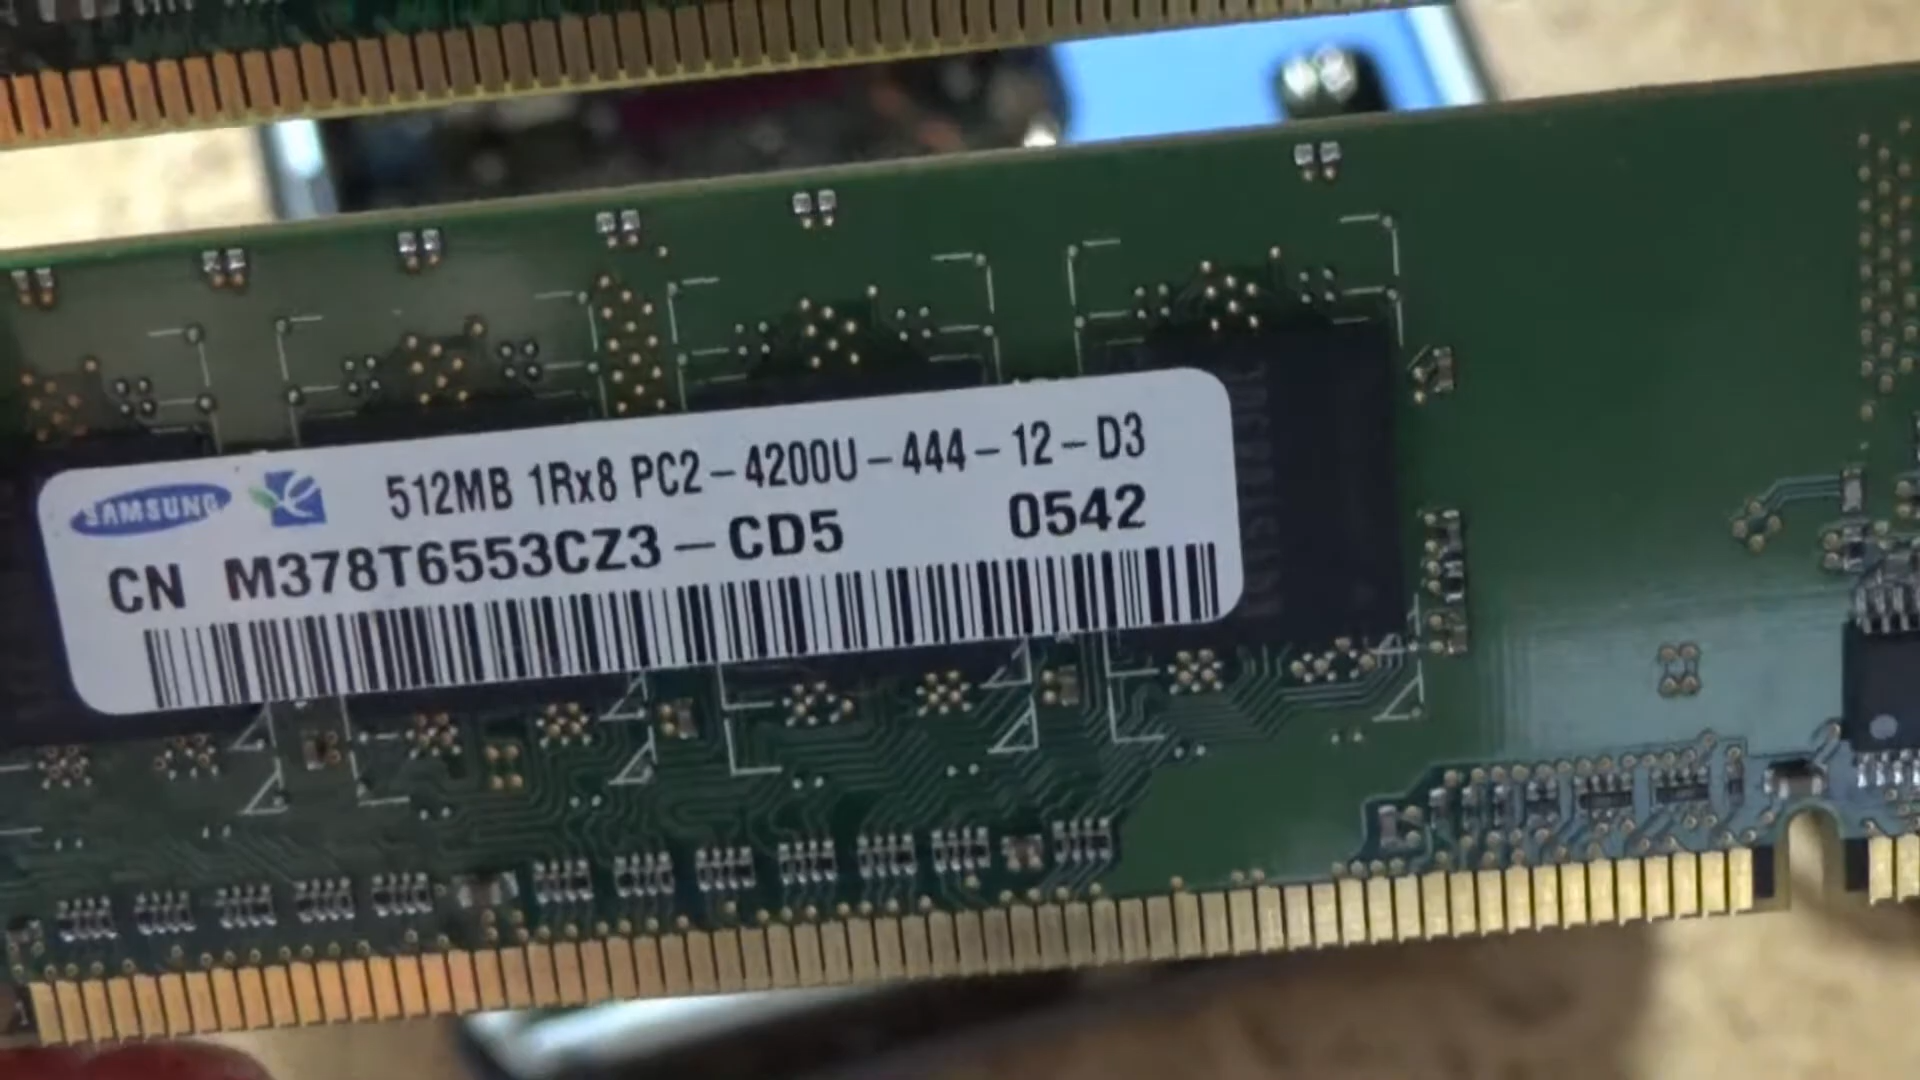 SAMSUNG 512MB 1Rx8 PC2-4200U-444-12-D3
CN M378T6553CZ3-CD5 0542